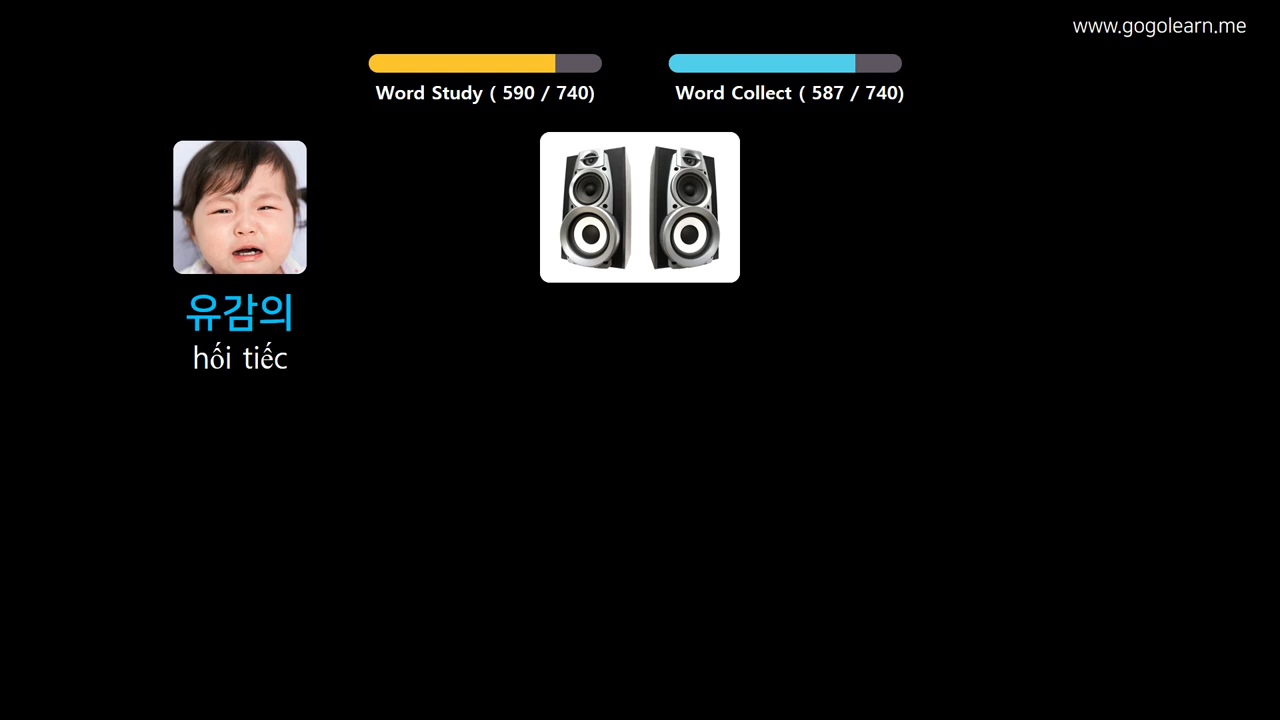 www.gogolearn.me
Word Study ( 590 / 740)
Word Collect ( 587 / 740)
유감의
hối tiếc